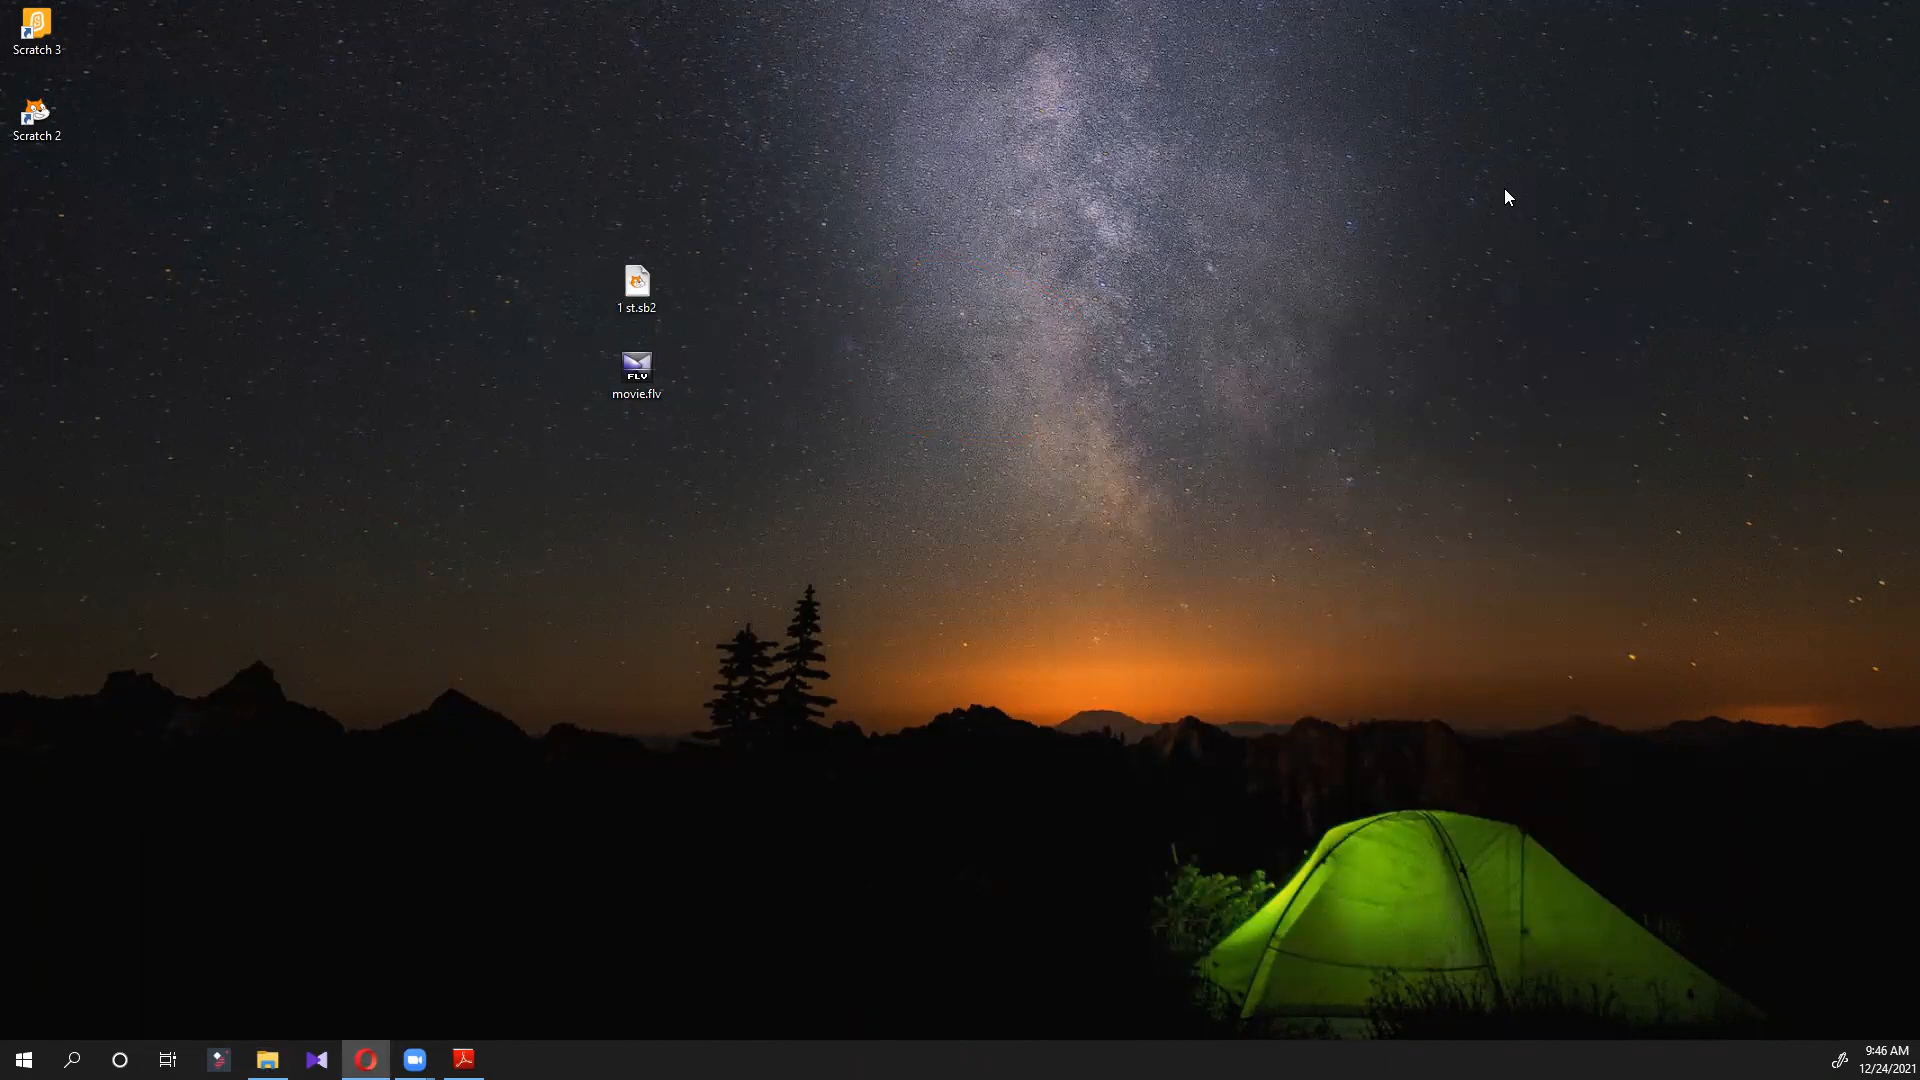 Scratch 3
Scratch 2
1 st.sb2
FLV
movie.flv
9:46 AM
12/24/2021